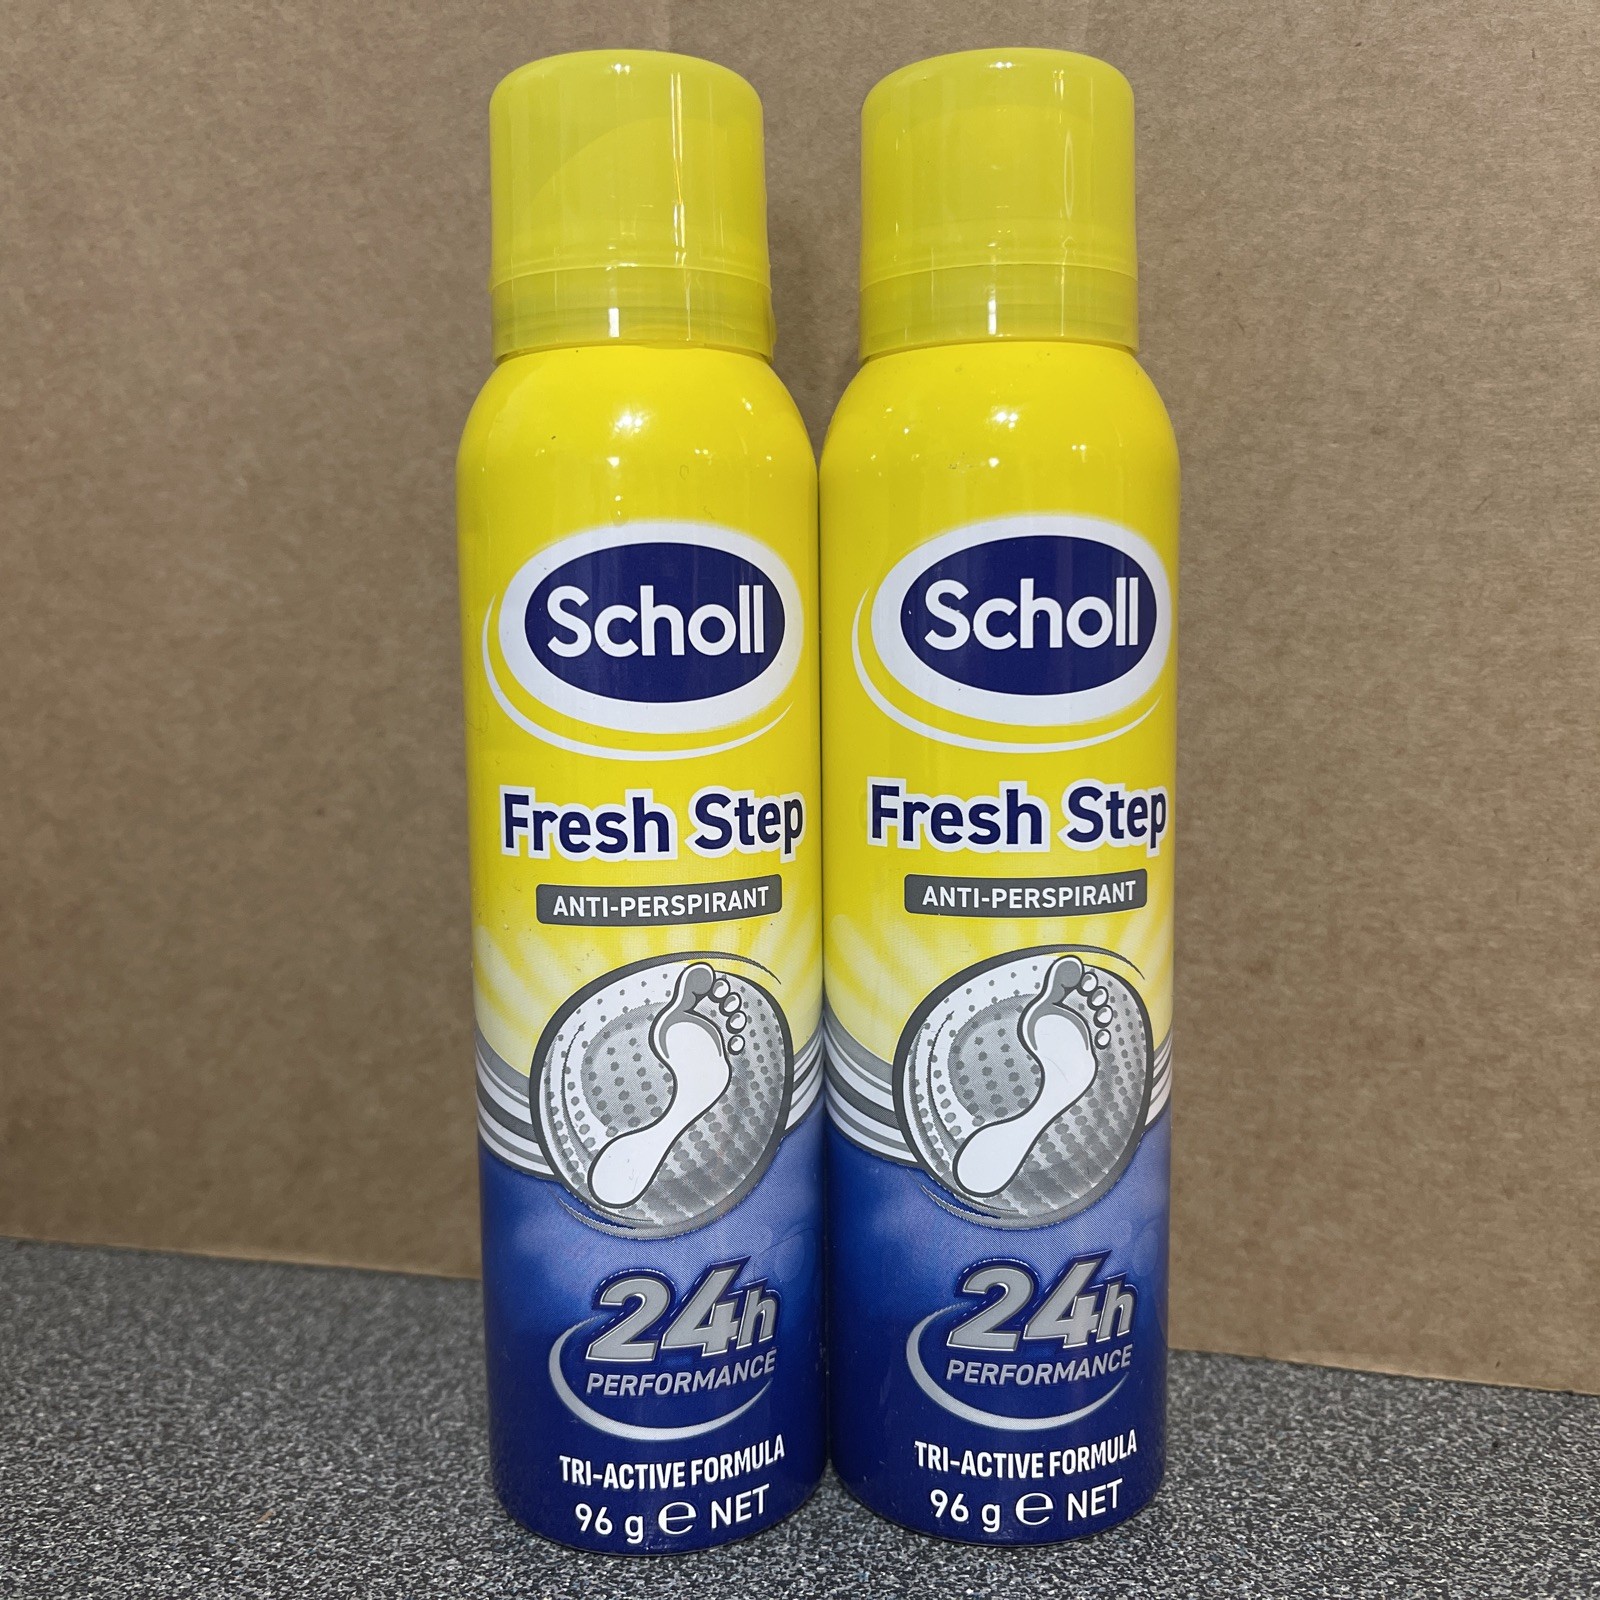 Scholl
Fresh Step
ANTI-PERSPIRANT
24h
PERFORMANCE
TRI-ACTIVE FORMULA
96 g ℮ NET
Scholl
Fresh Step
ANTI-PERSPIRANT
24h
PERFORMANCE
TRI-ACTIVE FORMULA
96 g ℮ NET